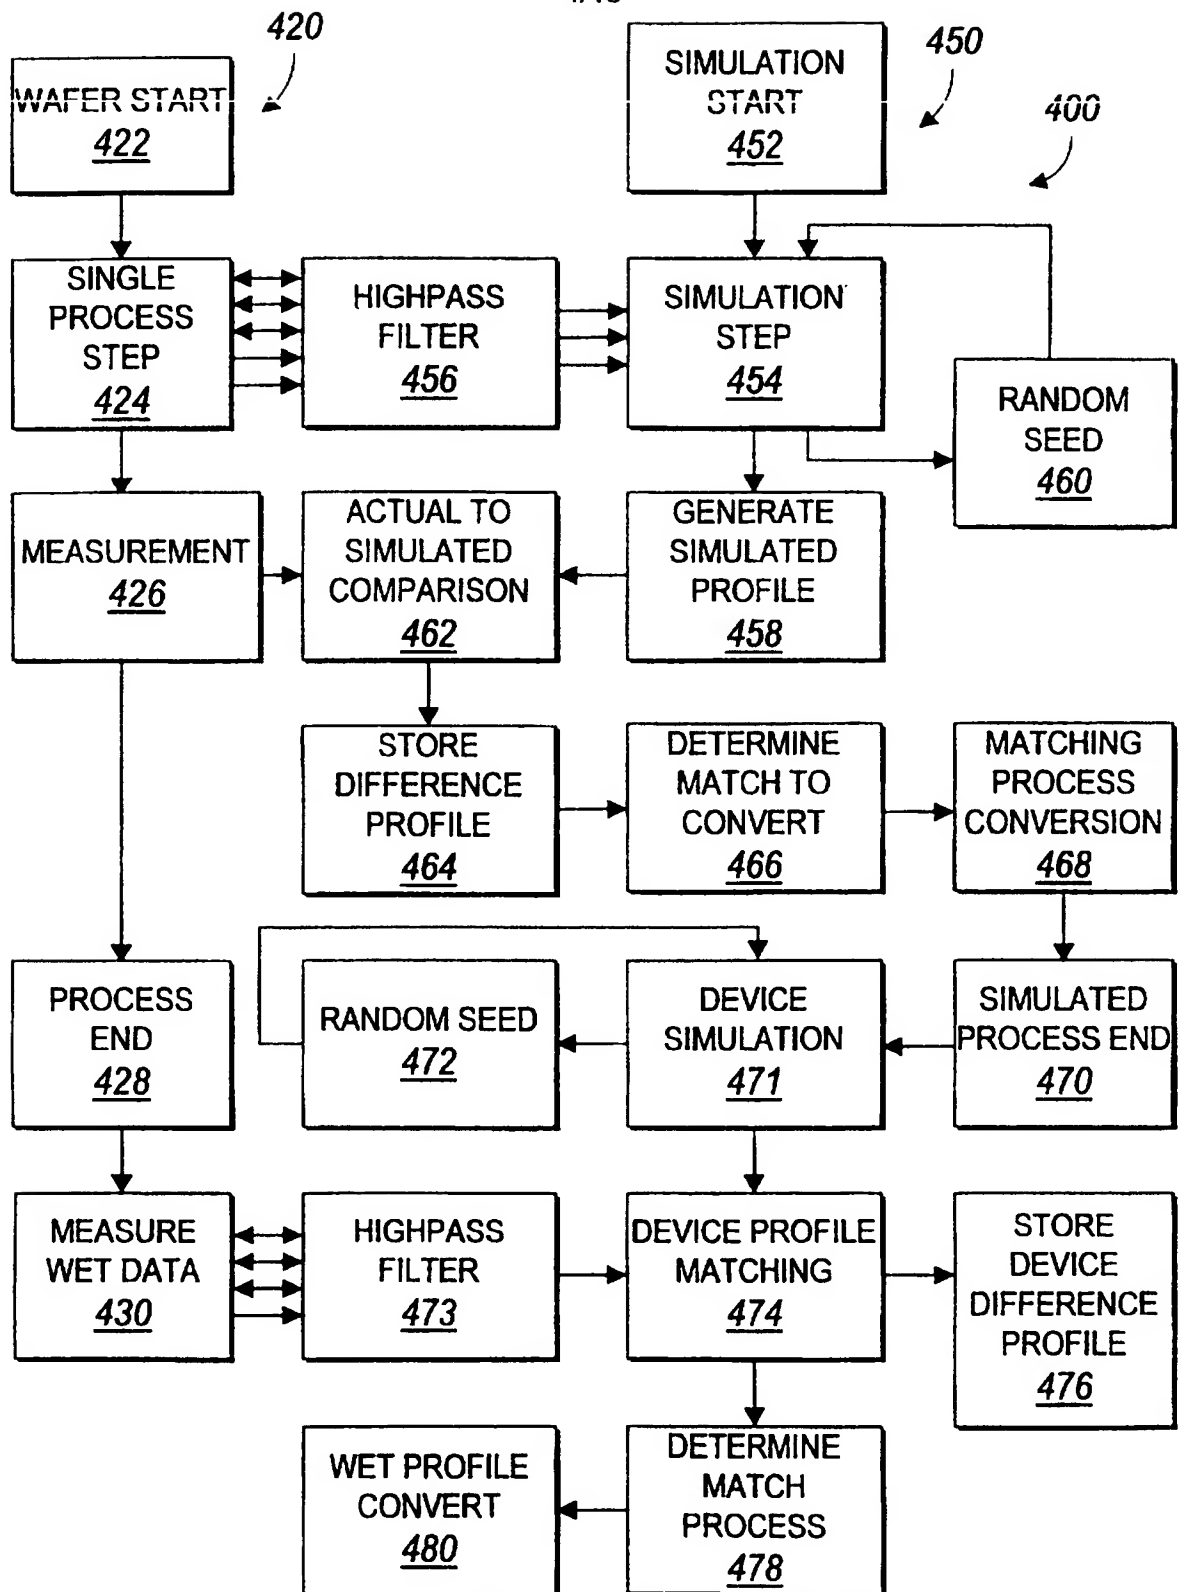 420
WAFER START
422
SIMULATION
START
452
450
400
SINGLE
PROCESS
STEP
424
HIGHPASS
FILTER
456
SIMULATION
STEP
454
RANDOM
SEED
460
MEASUREMENT
426
ACTUAL TO
SIMULATED
COMPARISON
462
GENERATE
SIMULATED
PROFILE
458
STORE
DIFFERENCE
PROFILE
464
DETERMINE
MATCH TO
CONVERT
466
MATCHING
PROCESS
CONVERSION
468
PROCESS
END
428
RANDOM SEED
472
DEVICE
SIMULATION
471
SIMULATED
PROCESS END
470
MEASURE
WET DATA
430
HIGHPASS
FILTER
473
DEVICE PROFILE
MATCHING
474
STORE
DEVICE
DIFFERENCE
PROFILE
476
WET PROFILE
CONVERT
480
DETERMINE
MATCH
PROCESS
478